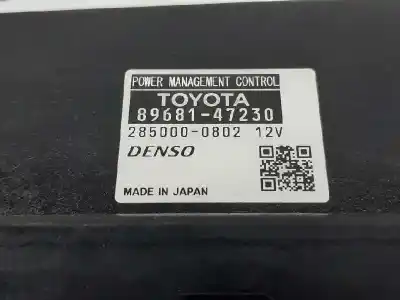 POWER MANAGEMENT CONTROL
TOYOTA
89681-47230
285000-0802 12V
DENSO
MADE IN JAPAN